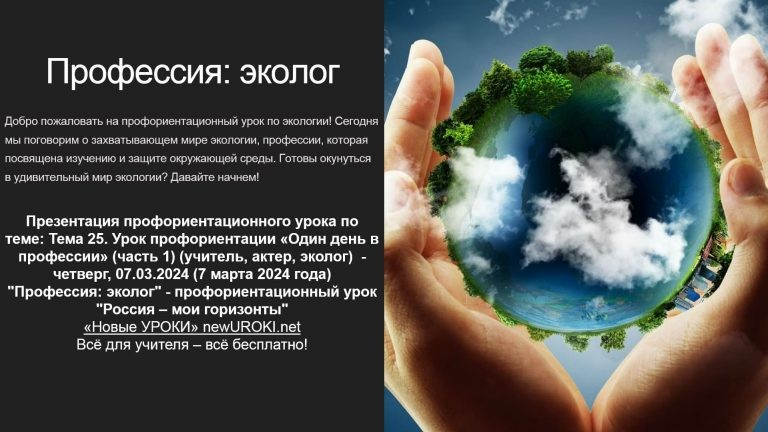 Профессия: эколог
Добро пожаловать на профориентационный урок по экологии! Сегодня
мы поговорим о захватывающем мире экологии, профессии, которая
посвящена изучению и защите окружающей среды. Готовы окунуться
в удивительный мир экологии? Давайте начнем!
Презентация профориентационного урока по
теме: Тема 25. Урок профориентации «Один день в
профессии» (часть 1) (учитель, актер, эколог) -
четверг, 07.03.2024 (7 марта 2024 года)
"Профессия: эколог" - профориентационный урок
"Россия – мои горизонты"
«Новые УРОКИ» newUROKI.net
Всё для учителя – всё бесплатно!